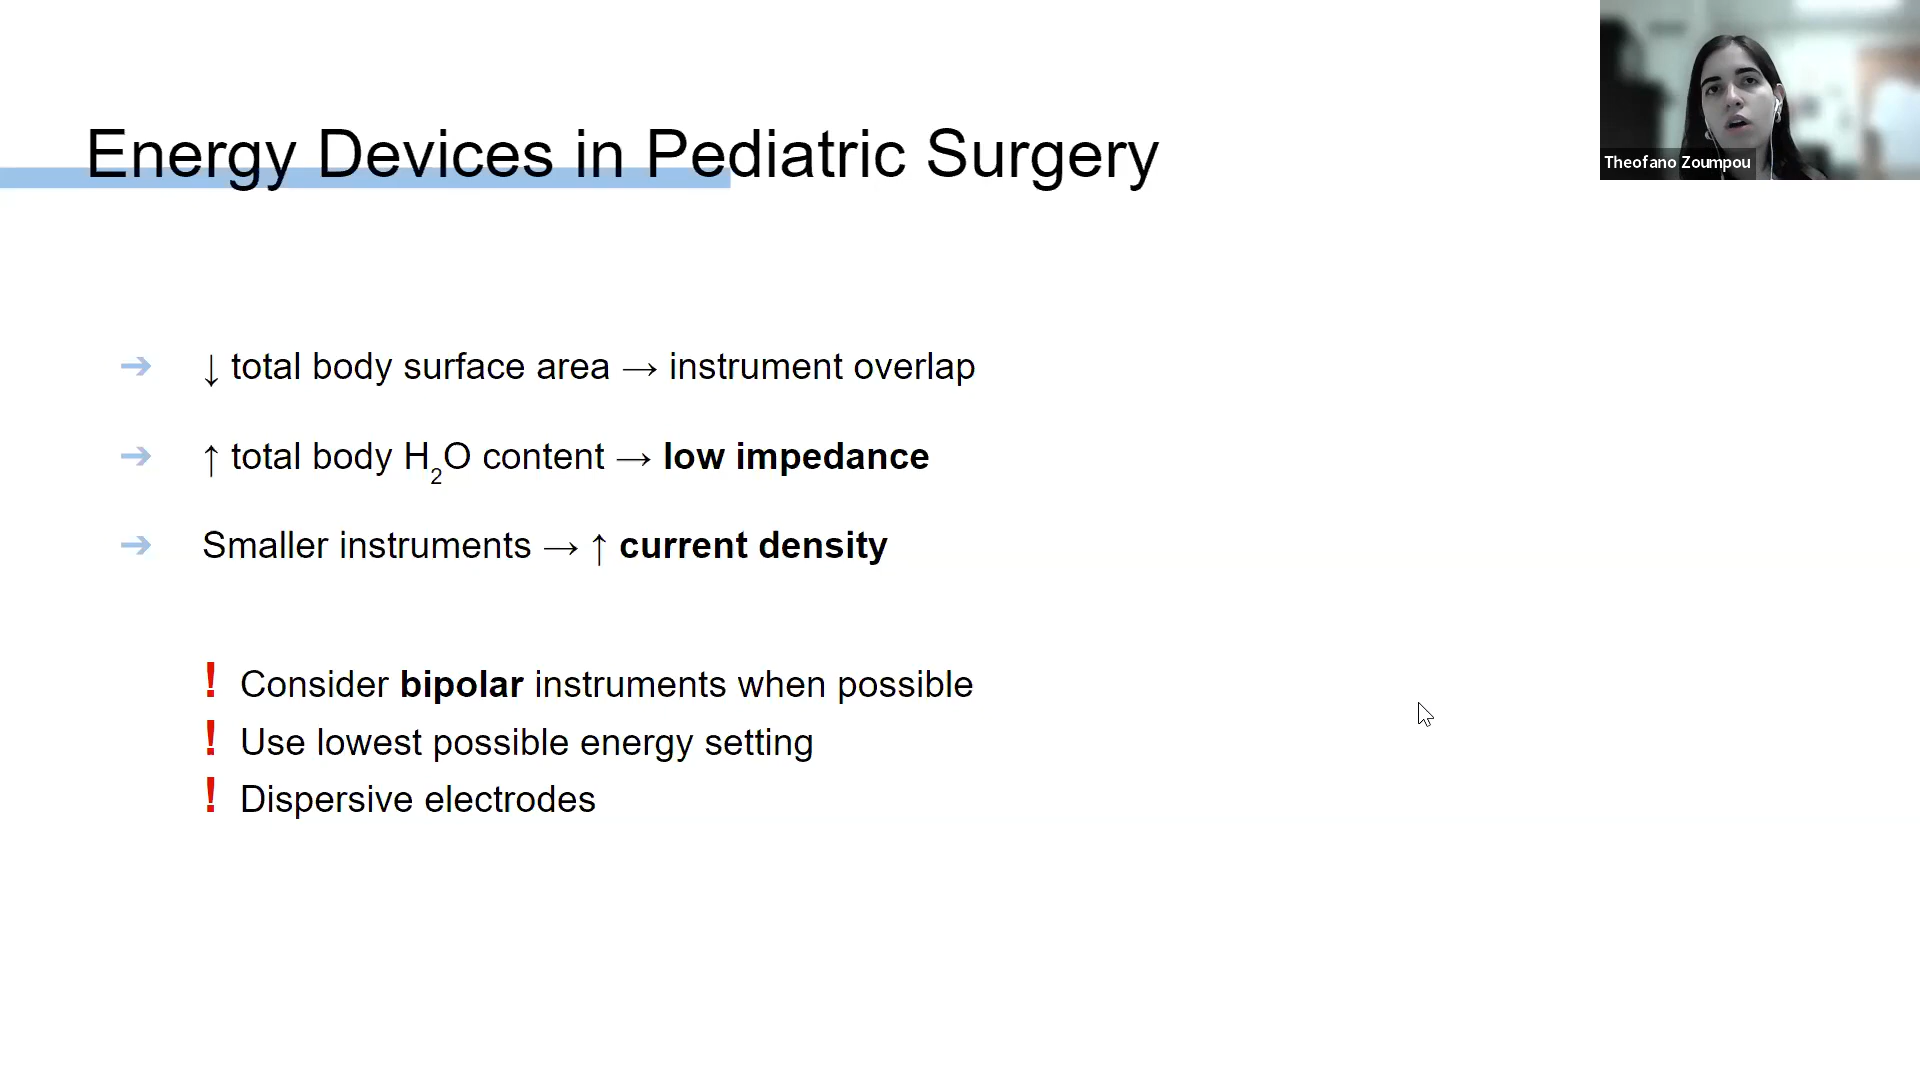 Energy Devices in Pediatric Surgery
Theofano Zoumpou
➔ ↓ total body surface area → instrument overlap
➔ ↑ total body H₂O content → low impedance
➔ Smaller instruments → ↑ current density
! Consider bipolar instruments when possible
! Use lowest possible energy setting
! Dispersive electrodes